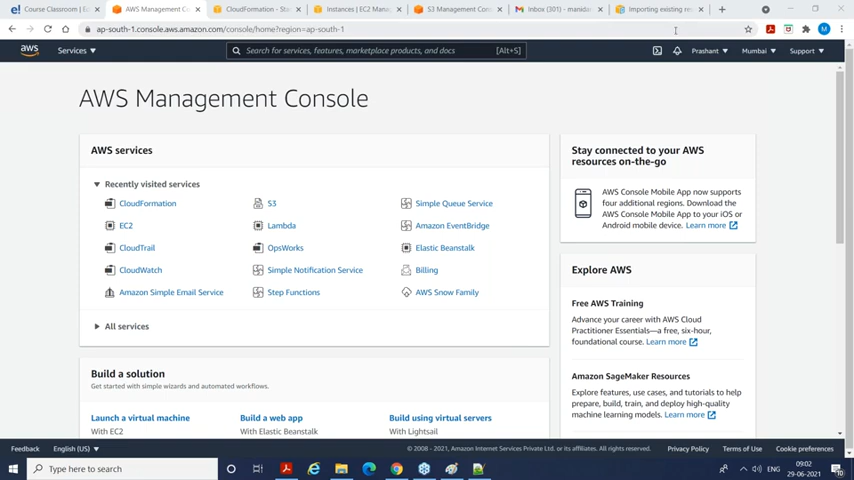 Course Classroom | Ed
AWS Management Co
CloudFormation - Sta
Instances | EC2 Manag
S3 Management Con
Inbox (301) - manidan
Importing existing re
ap-south-1.console.aws.amazon.com/console/home?region=ap-south-1
M
aws
Services
Search for services, features, marketplace products, and docs
[Alt+S]
Prashant
Mumbai
Support
AWS Management Console
AWS services
Recently visited services
CloudFormation
S3
Simple Queue Service
EC2
Lambda
Amazon EventBridge
CloudTrail
OpsWorks
Elastic Beanstalk
CloudWatch
Simple Notification Service
Billing
Amazon Simple Email Service
Step Functions
AWS Snow Family
All services
Build a solution
Get started with simple wizards and automated workflows.
Launch a virtual machine
Build a web app
Build using virtual servers
With EC2
With Elastic Beanstalk
With Lightsail
Stay connected to your AWS
resources on-the-go
AWS Console Mobile App now supports
four additional regions. Download the
AWS Console Mobile App to your iOS or
Android mobile device. Learn more
Explore AWS
Free AWS Training
Advance your career with AWS Cloud
Practitioner Essentials—a free, six-hour,
foundational course. Learn more
Amazon SageMaker Resources
Explore features, use cases, and tutorials to help
prepare, build, train, and deploy high-quality
machine learning models. Learn more
Feedback
English (US)
© 2008 - 2021, Amazon Internet Services Private Ltd. or its affiliates. All rights reserved.
Privacy Policy
Terms of Use
Cookie preferences
Type here to search
ENG
09:02
29-06-2021